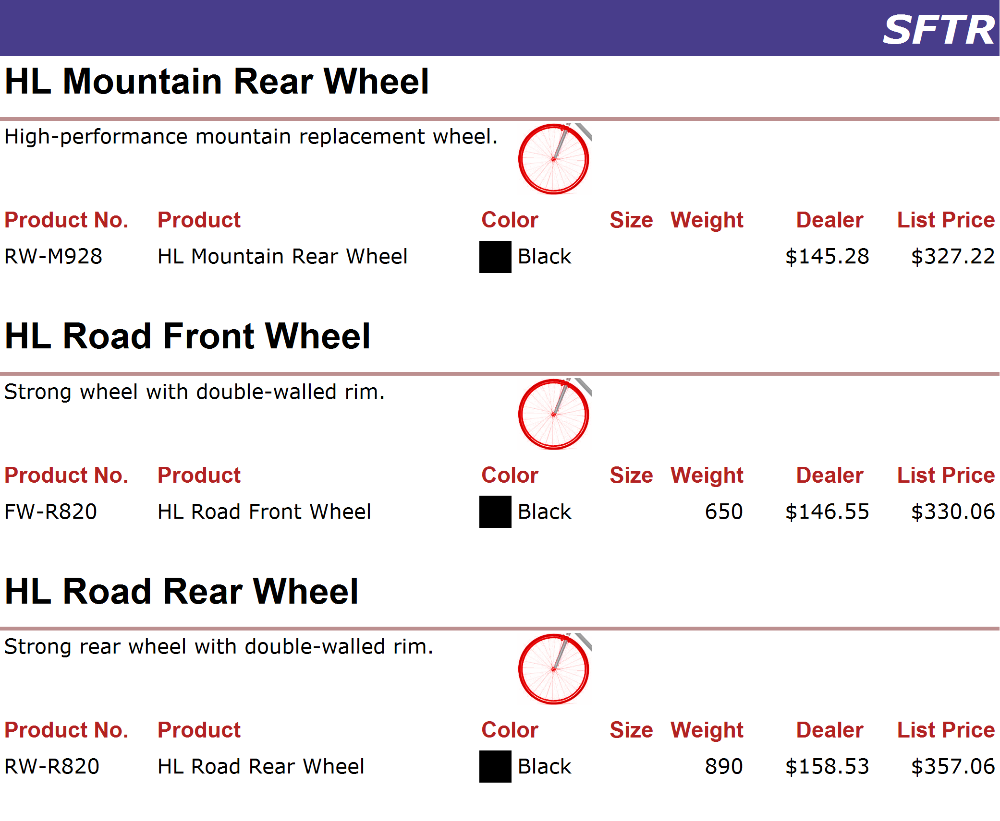 SFTR
HL Mountain Rear Wheel
High-performance mountain replacement wheel.
Product No. Product Color Size Weight Dealer List Price
RW-M928 HL Mountain Rear Wheel Black $145.28 $327.22
HL Road Front Wheel
Strong wheel with double-walled rim.
Product No. Product Color Size Weight Dealer List Price
FW-R820 HL Road Front Wheel Black 650 $146.55 $330.06
HL Road Rear Wheel
Strong rear wheel with double-walled rim.
Product No. Product Color Size Weight Dealer List Price
RW-R820 HL Road Rear Wheel Black 890 $158.53 $357.06